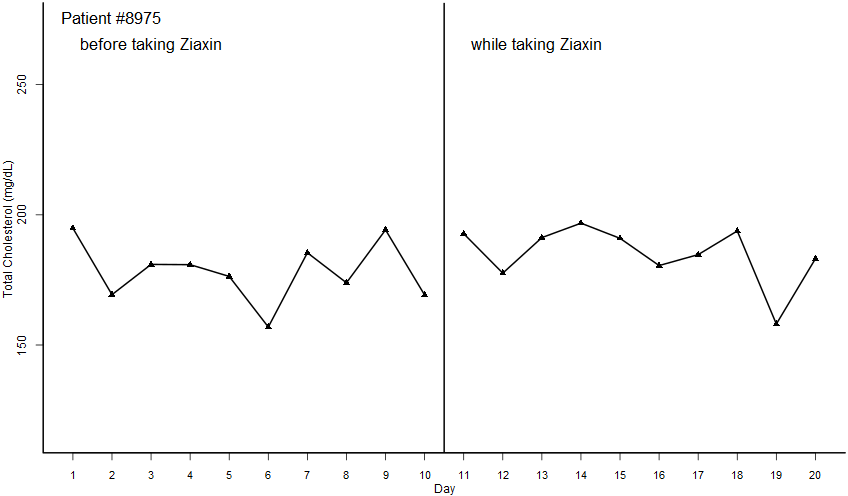 Patient #8975
before taking Ziaxin
while taking Ziaxin
Total Cholesterol (mg/dL)
250
200
150
1 2 3 4 5 6 7 8 9 10 11 12 13 14 15 16 17 18 19 20
Day